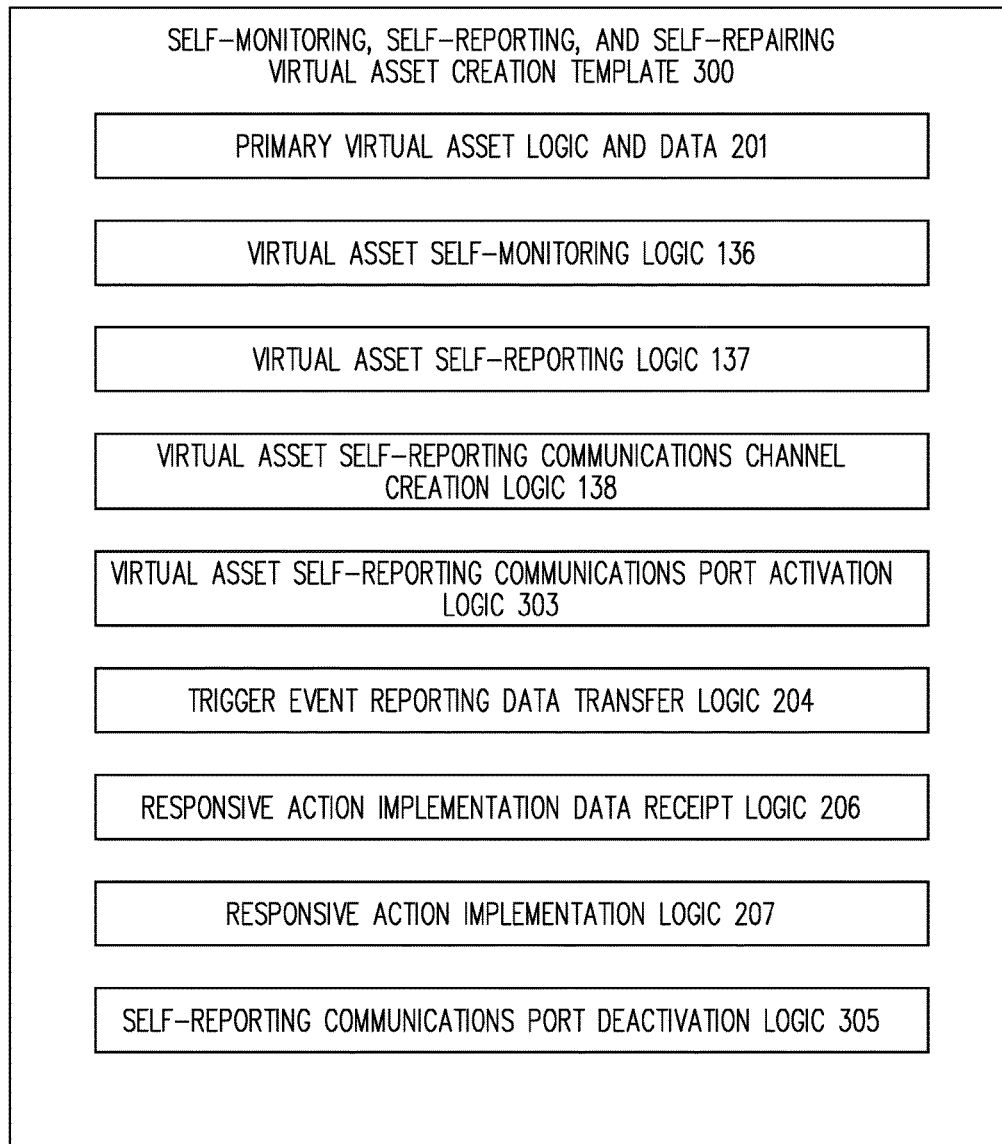 SELF-MONITORING, SELF-REPORTING, AND SELF-REPAIRING
VIRTUAL ASSET CREATION TEMPLATE 300
PRIMARY VIRTUAL ASSET LOGIC AND DATA 201
VIRTUAL ASSET SELF-MONITORING LOGIC 136
VIRTUAL ASSET SELF-REPORTING LOGIC 137
VIRTUAL ASSET SELF-REPORTING COMMUNICATIONS CHANNEL
CREATION LOGIC 138
VIRTUAL ASSET SELF-REPORTING COMMUNICATIONS PORT ACTIVATION
LOGIC 303
TRIGGER EVENT REPORTING DATA TRANSFER LOGIC 204
RESPONSIVE ACTION IMPLEMENTATION DATA RECEIPT LOGIC 206
RESPONSIVE ACTION IMPLEMENTATION LOGIC 207
SELF-REPORTING COMMUNICATIONS PORT DEACTIVATION LOGIC 305